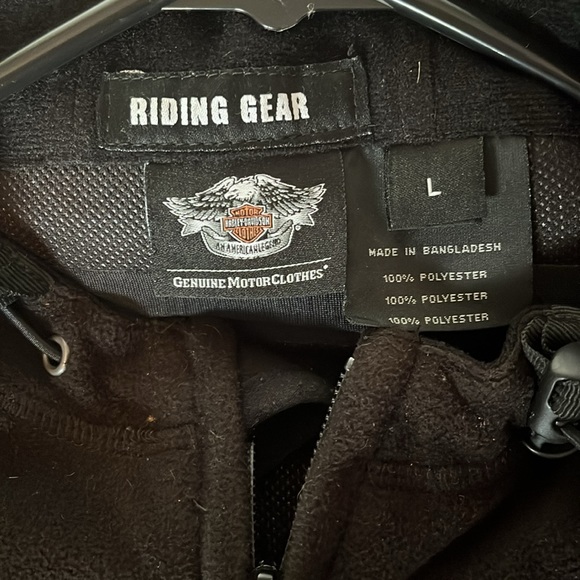 RIDING GEAR
MOTOR
HARLEY-DAVIDSON
CLOTHES
AN AMERICAN LEGEND
®
GENUINE MOTORCLOTHES®
L
MADE IN BANGLADESH
100% POLYESTER
100% POLYESTER
100% POLYESTER